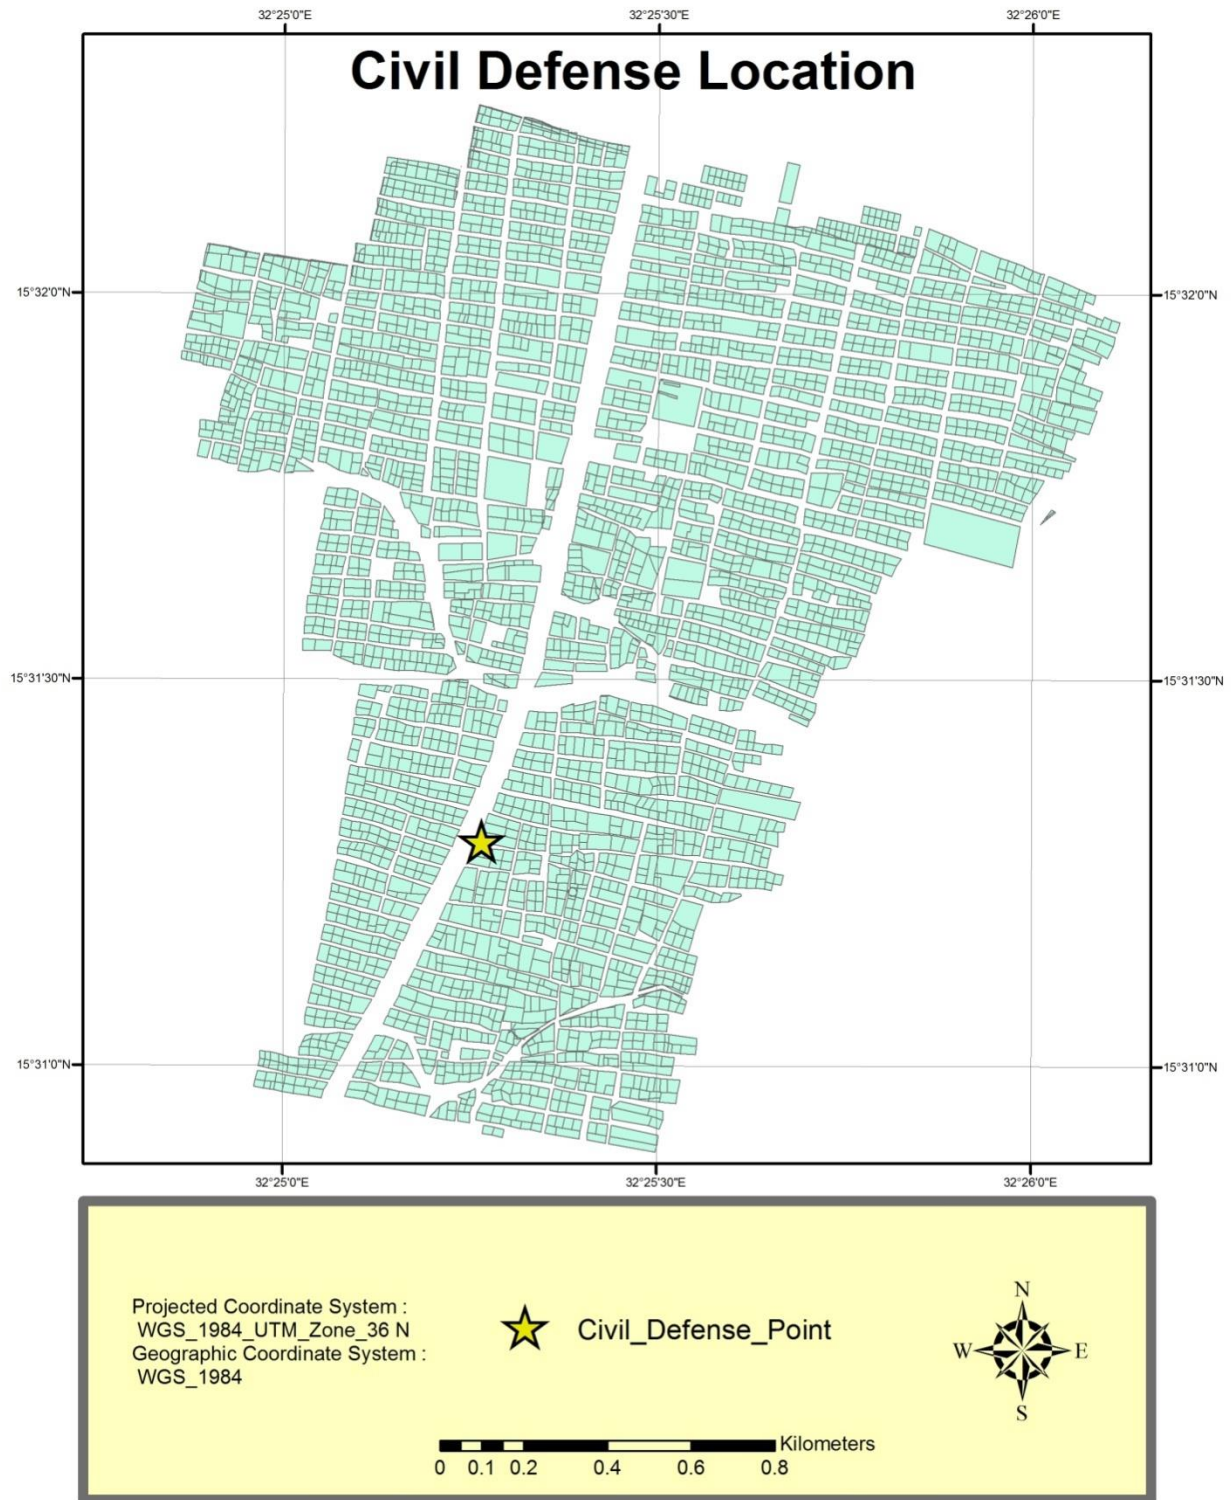 32°25'0"E 32°25'30"E 32°26'0"E
Civil Defense Location
15°32'0"N 15°32'0"N
15°31'30"N 15°31'30"N
15°31'0"N 15°31'0"N
32°25'0"E 32°25'30"E 32°26'0"E
Projected Coordinate System :
WGS_1984_UTM_Zone_36 N
Geographic Coordinate System :
WGS_1984
Civil_Defense_Point
N
W E
S
Kilometers
0 0.1 0.2 0.4 0.6 0.8